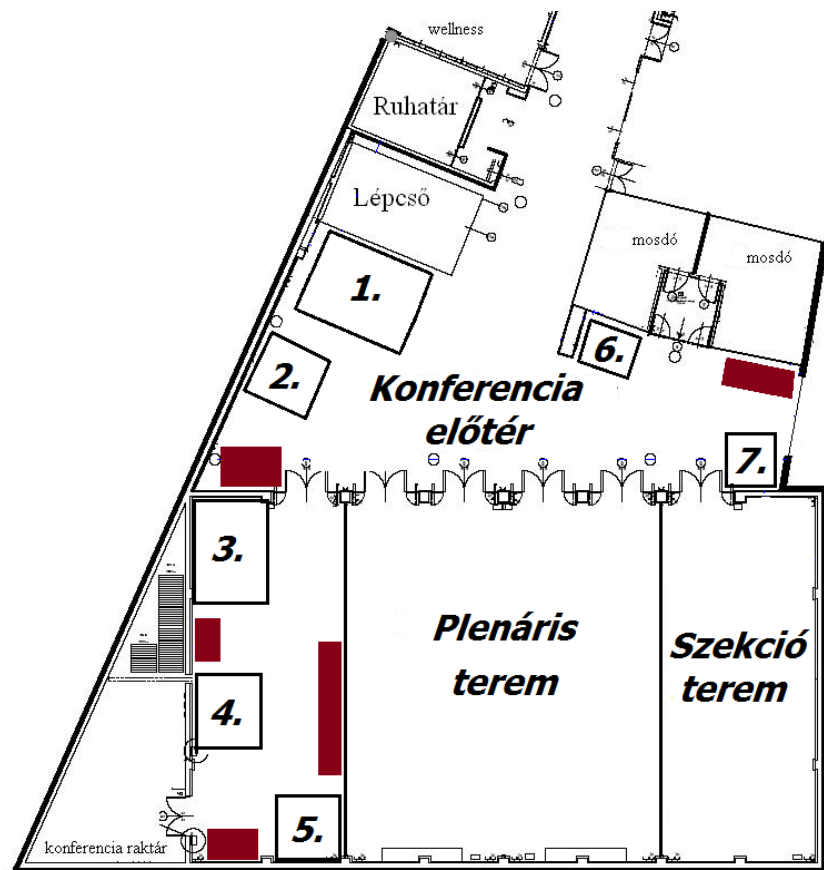 wellness
Ruhatár
Lépcső
mosdó
mosdó
1.
2.
6.
Konferencia
előtér
7.
3.
Plenáris
terem
Szekció
terem
4.
5.
konferencia raktár